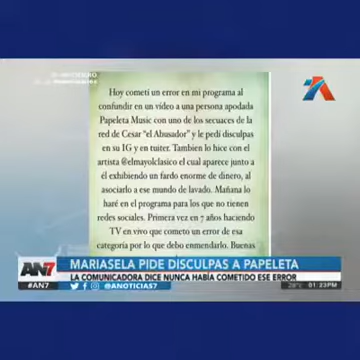 Hoy cometí un error en mi programa al
confundir en un vídeo a una persona apodada
Papeleta Music con uno de los secuaces de la
red de Cesar “el Abusador” y le pedí disculpas
en su IG y en tuiter. Tambien lo hice con el
artista @elmayolclasico el cual aparece junto a
él exhibiendo un fardo enorme de dinero, al
asociarlo a ese mundo de lavado. Mañana lo
haré en el programa para los que no tienen
redes sociales. Primera vez en 7 años haciendo
TV en vivo que cometo un error de esa
categoría por lo que debo enmendarlo. Buenas
AN7
MARIASELA PIDE DISCULPAS A PAPELETA
LA COMUNICADORA DICE NUNCA HABÍA COMETIDO ESE ERROR
#AN7
@ANOTICIAS7
28°c
01:23PM